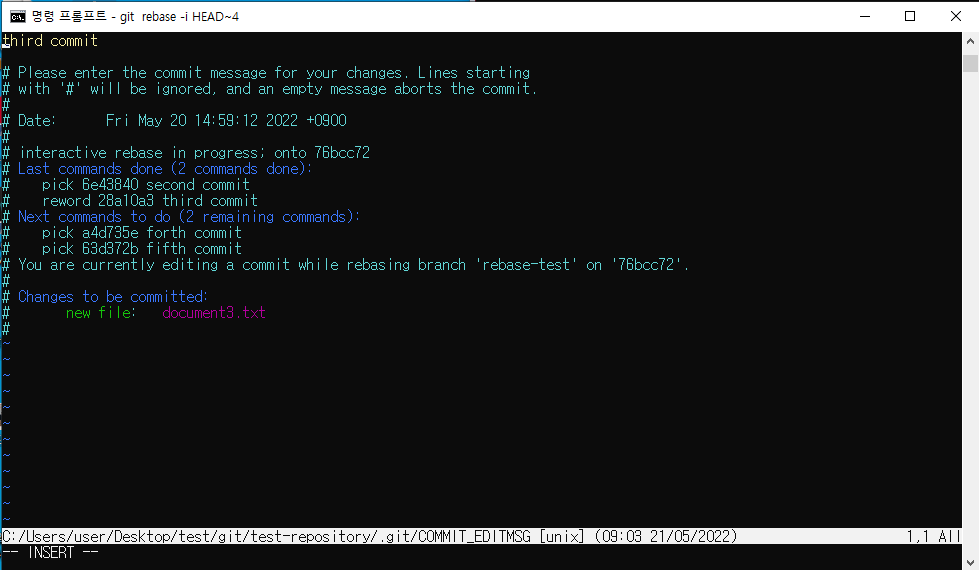 명령 프롬프트 - git  rebase -i HEAD~4
third commit
# Please enter the commit message for your changes. Lines starting
# with '#' will be ignored, and an empty message aborts the commit.
#
# Date:      Fri May 20 14:59:12 2022 +0900
#
# interactive rebase in progress; onto 76bcc72
# Last commands done (2 commands done):
#    pick 6e43840 second commit
#    reword 28a10a3 third commit
# Next commands to do (2 remaining commands):
#    pick a4d735e forth commit
#    pick 63d372b fifth commit
# You are currently editing a commit while rebasing branch 'rebase-test' on '76bcc72'.
#
# Changes to be committed:
#       new file:   document3.txt
#
~
~
~
~
~
~
~
~
~
~
~
~
C:/Users/user/Desktop/test/git/test-repository/.git/COMMIT_EDITMSG [unix] (09:03 21/05/2022) 1,1 All
-- INSERT --